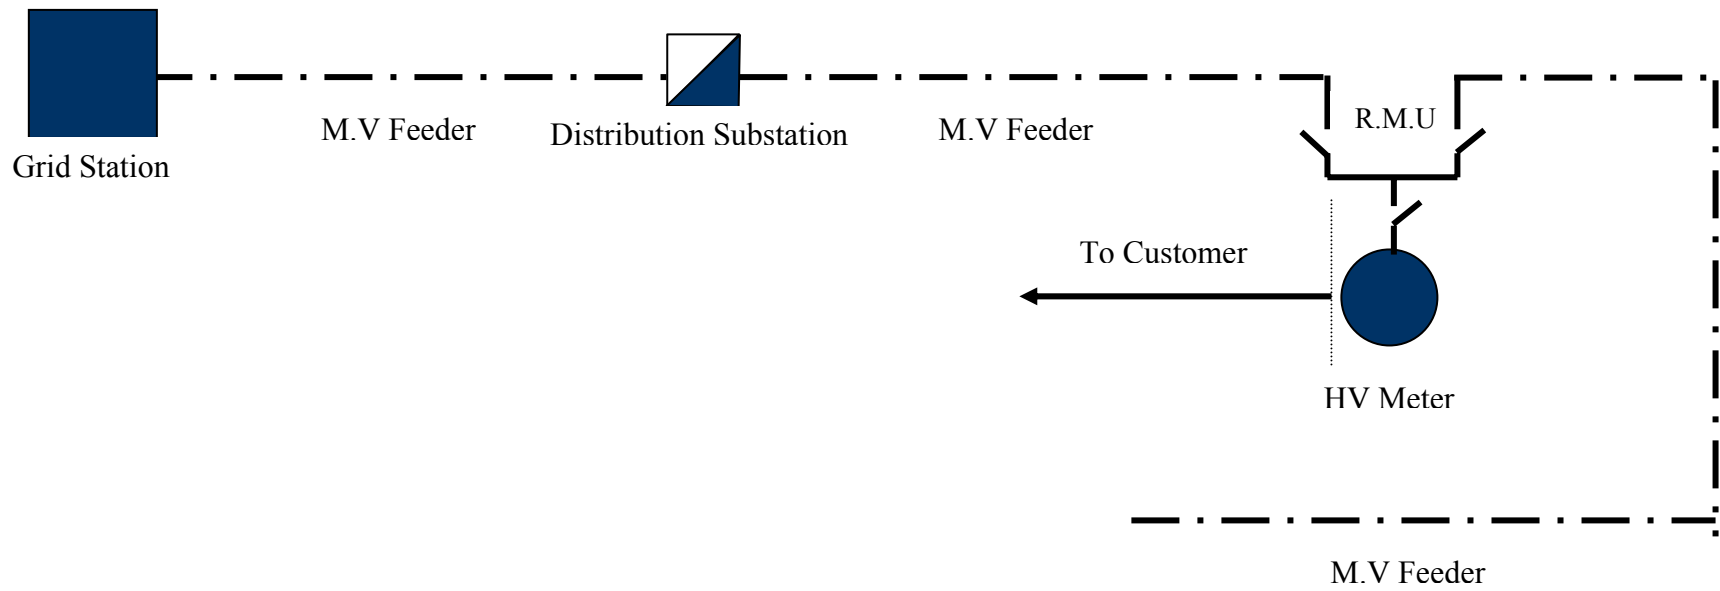 R.M.U
M.V Feeder
Distribution Substation
M.V Feeder
Grid Station
To Customer
HV Meter
M.V Feeder